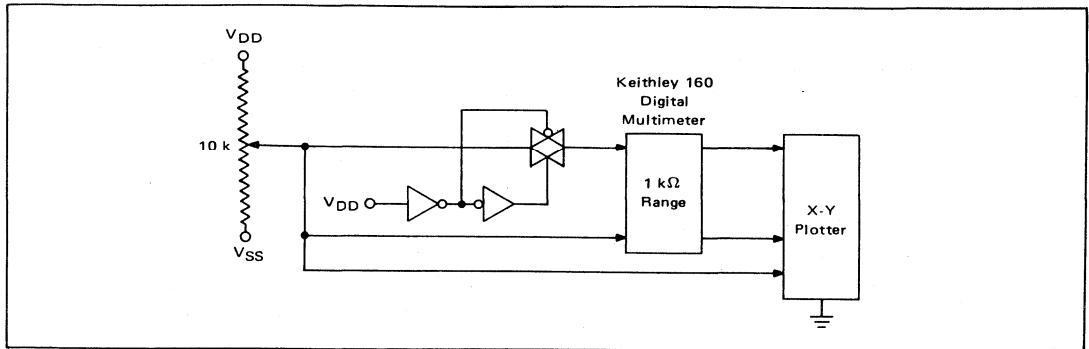 VDD
10 k
VSS
VDD
Keithley 160
Digital
Multimeter
1 kΩ
Range
X-Y
Plotter